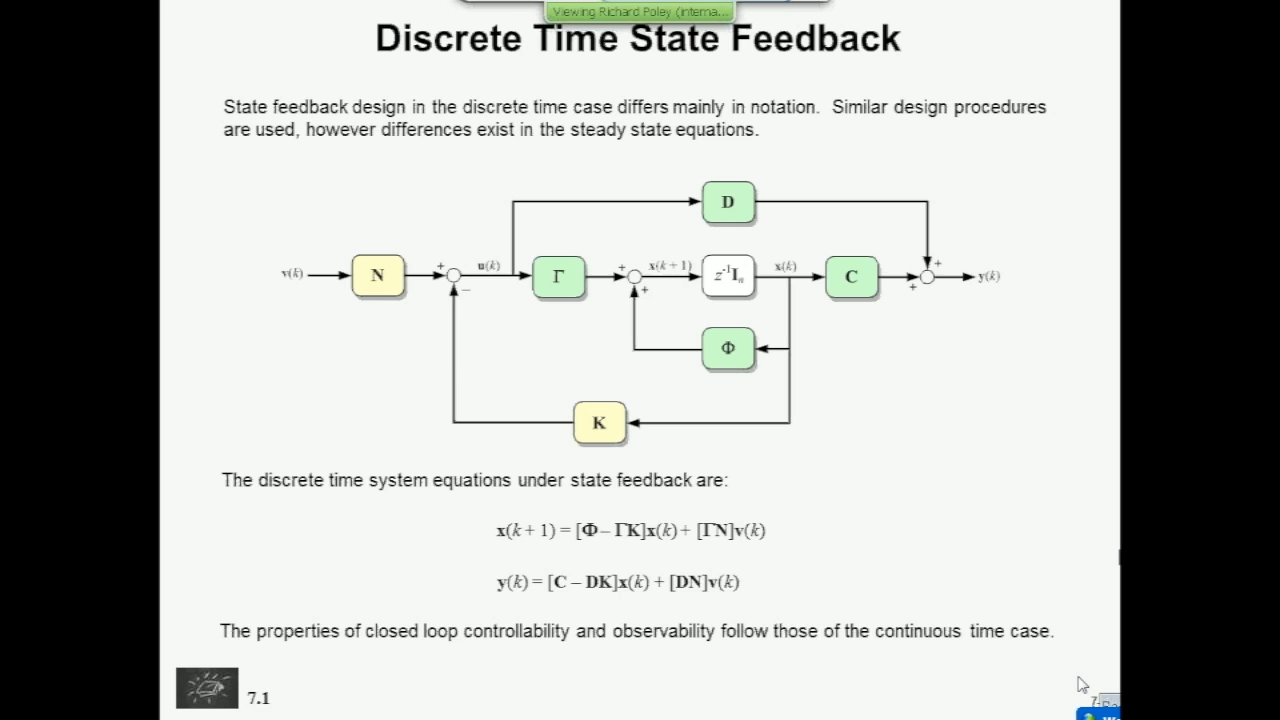 Viewing Richard Poley (interna...
Discrete Time State Feedback
State feedback design in the discrete time case differs mainly in notation. Similar design procedures
are used, however differences exist in the steady state equations.
D
v(k) N + − u(k) Γ + + x(k + 1) z⁻¹Iₙ x(k) C + + y(k)
Φ
K
The discrete time system equations under state feedback are:
x(k + 1) = [Φ – ΓK]x(k) + [ΓN]v(k)
y(k) = [C – DK]x(k) + [DN]v(k)
The properties of closed loop controllability and observability follow those of the continuous time case.
7.1